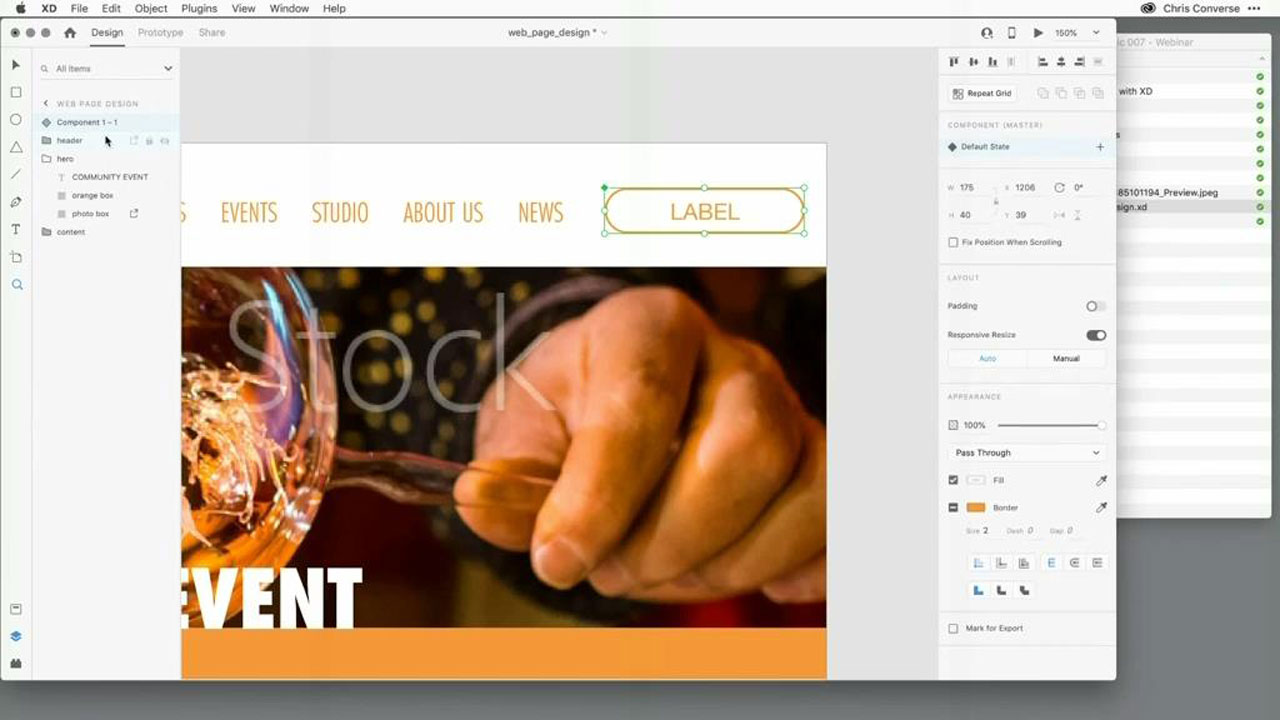 XD File Edit Object Plugins View Window Help Chris Converse •••
Design Prototype Share web_page_design * 150%
007 - Webinar
All Items
Repeat Grid
with XD
WEB PAGE DESIGN
Component 1 – 1
COMPONENT (MASTER)
header
Default State +
hero
COMMUNITY EVENT
W 175 X 1206 0°
85101194_Preview.jpeg
orange box
sign.xd
photo box
H 40 Y 39
S EVENTS STUDIO ABOUT US NEWS LABEL
content
Fix Position When Scrolling
LAYOUT
Padding
Responsive Resize
Auto Manual
Stock
APPEARANCE
100%
Pass Through
Fill
Border
Size 2 Dash 0 Gap 0
EVENT
Mark for Export